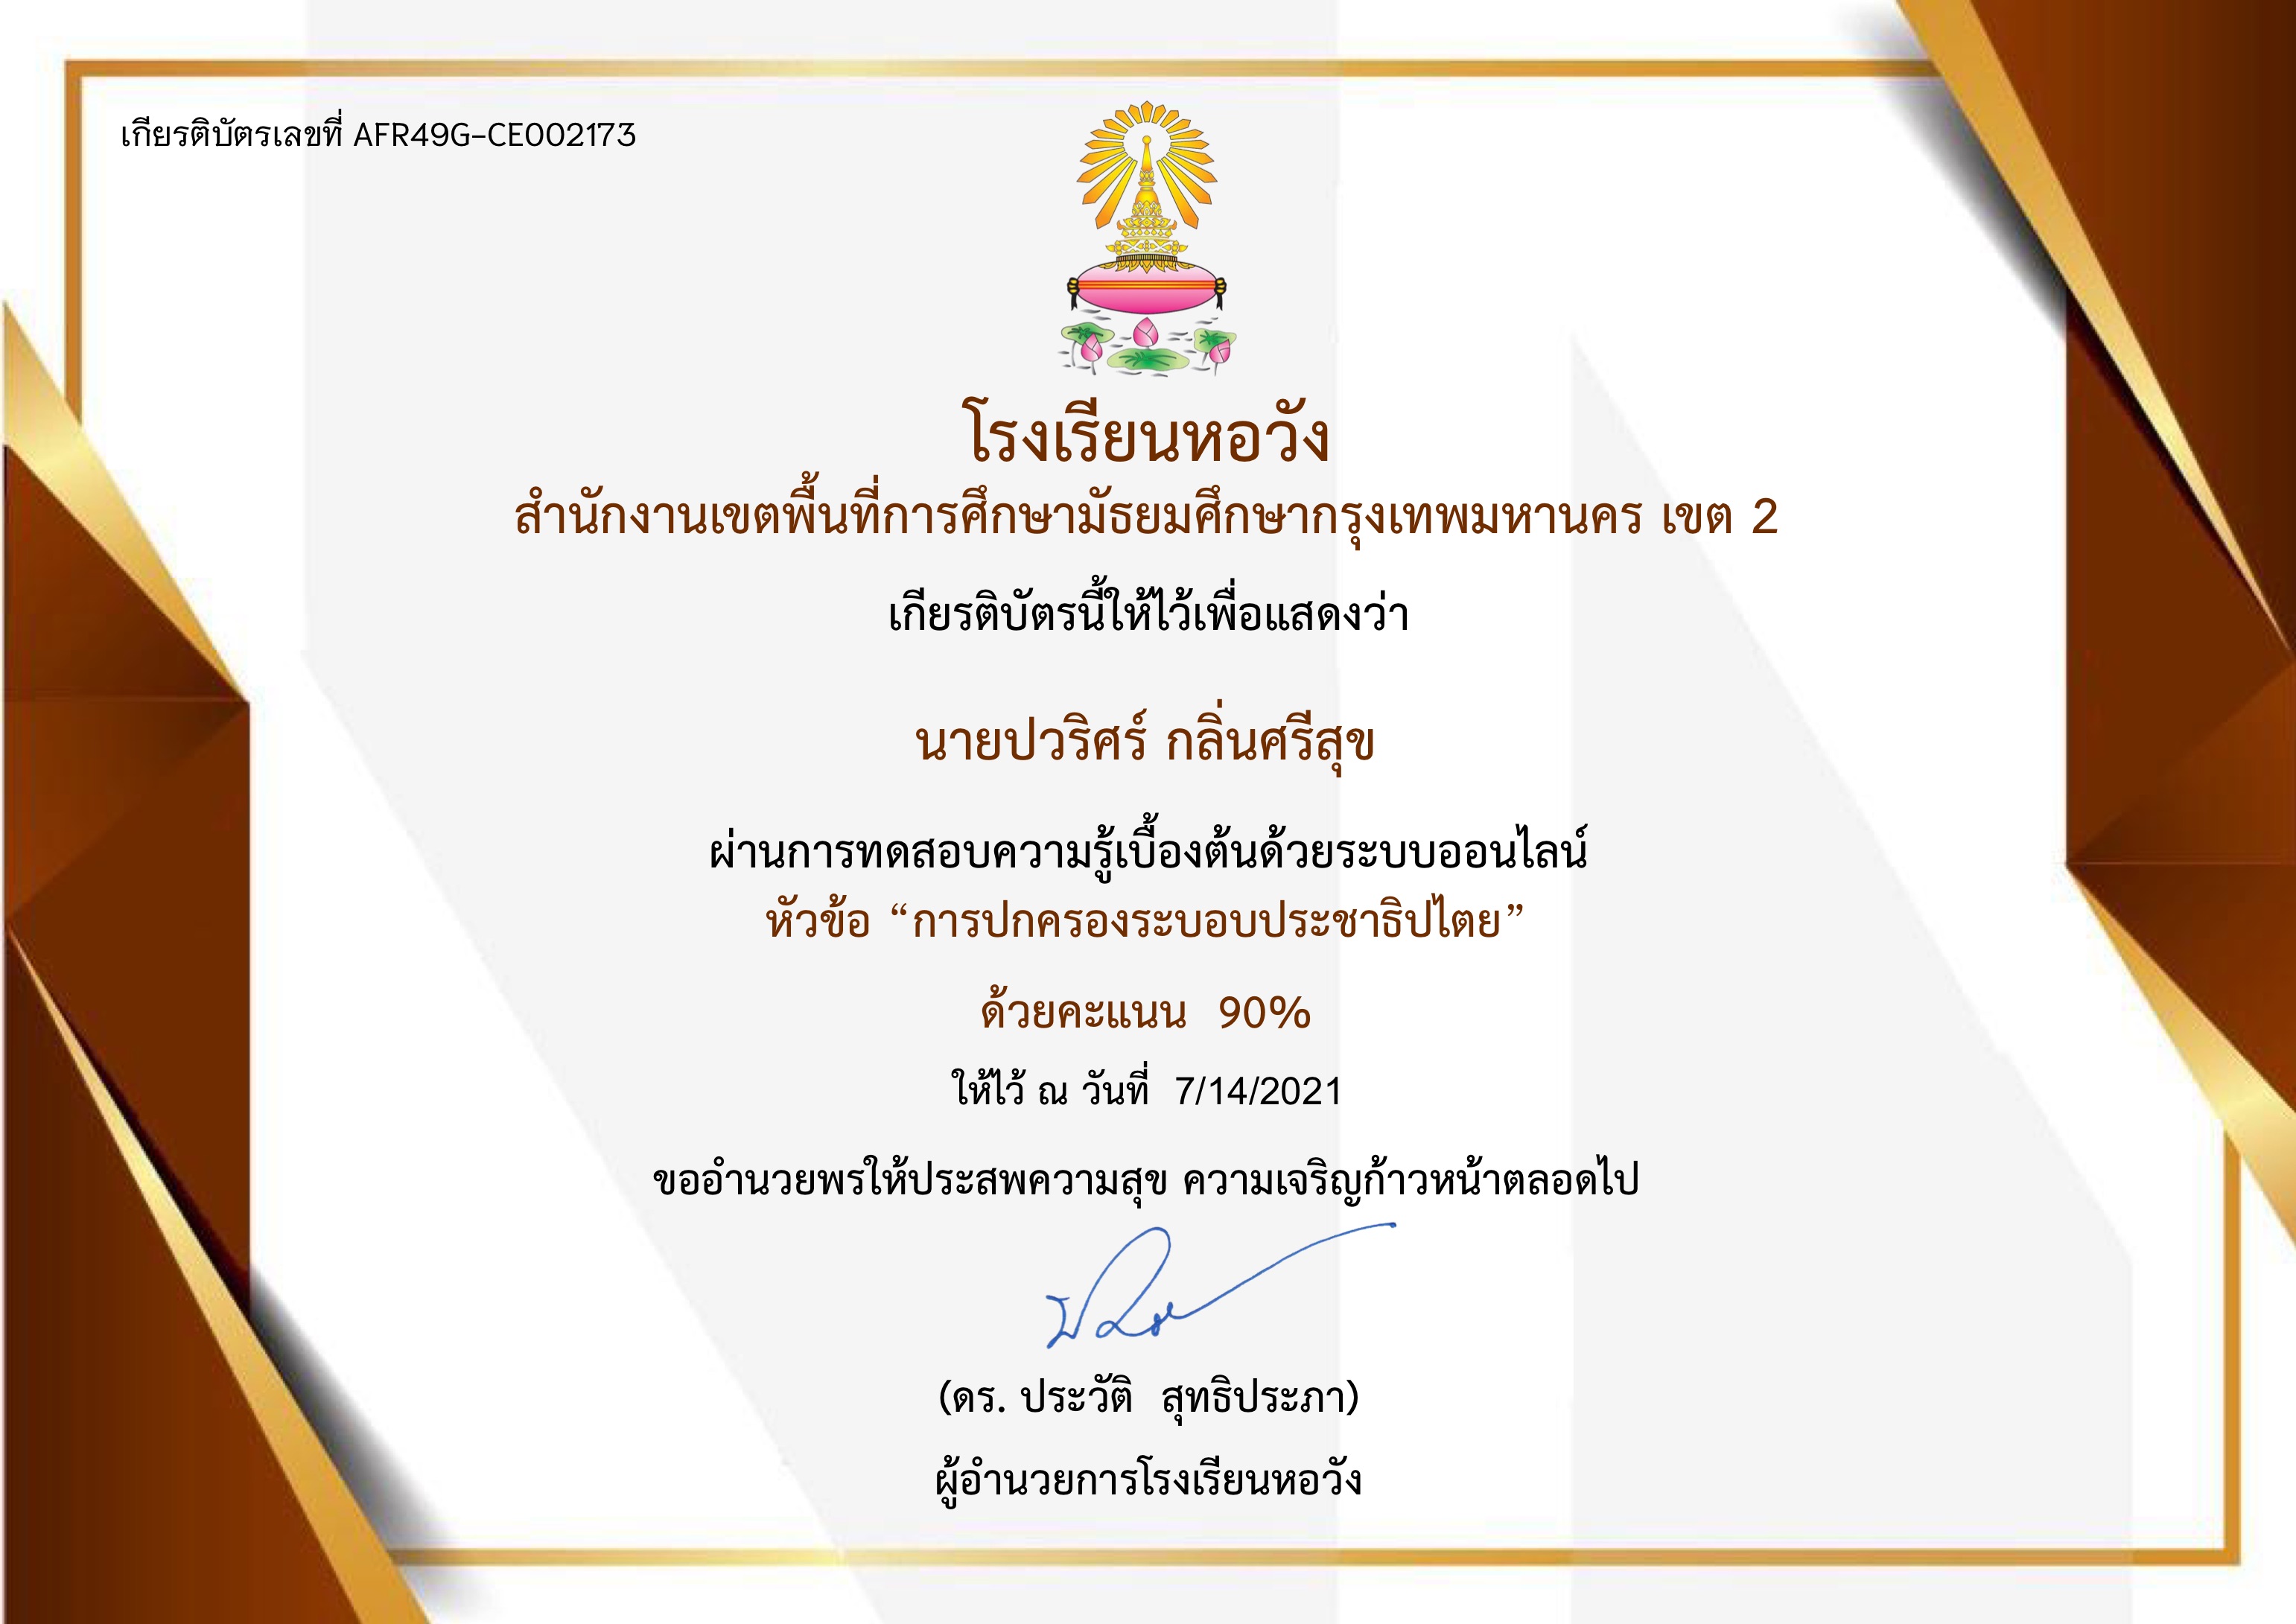 เกียรติบัตรเลขที่ AFR49G-CE002173
โรงเรียนหอวัง
สำนักงานเขตพื้นที่การศึกษามัธยมศึกษากรุงเทพมหานคร เขต 2
เกียรติบัตรนี้ให้ไว้เพื่อแสดงว่า
นายปวริศร์ กลิ่นศรีสุข
ผ่านการทดสอบความรู้เบื้องต้นด้วยระบบออนไลน์
หัวข้อ “การปกครองระบอบประชาธิปไตย”
ด้วยคะแนน 90%
ให้ไว้ ณ วันที่ 7/14/2021
ขออำนวยพรให้ประสพความสุข ความเจริญก้าวหน้าตลอดไป
(ดร. ประวัติ สุทธิประภา)
ผู้อำนวยการโรงเรียนหอวัง